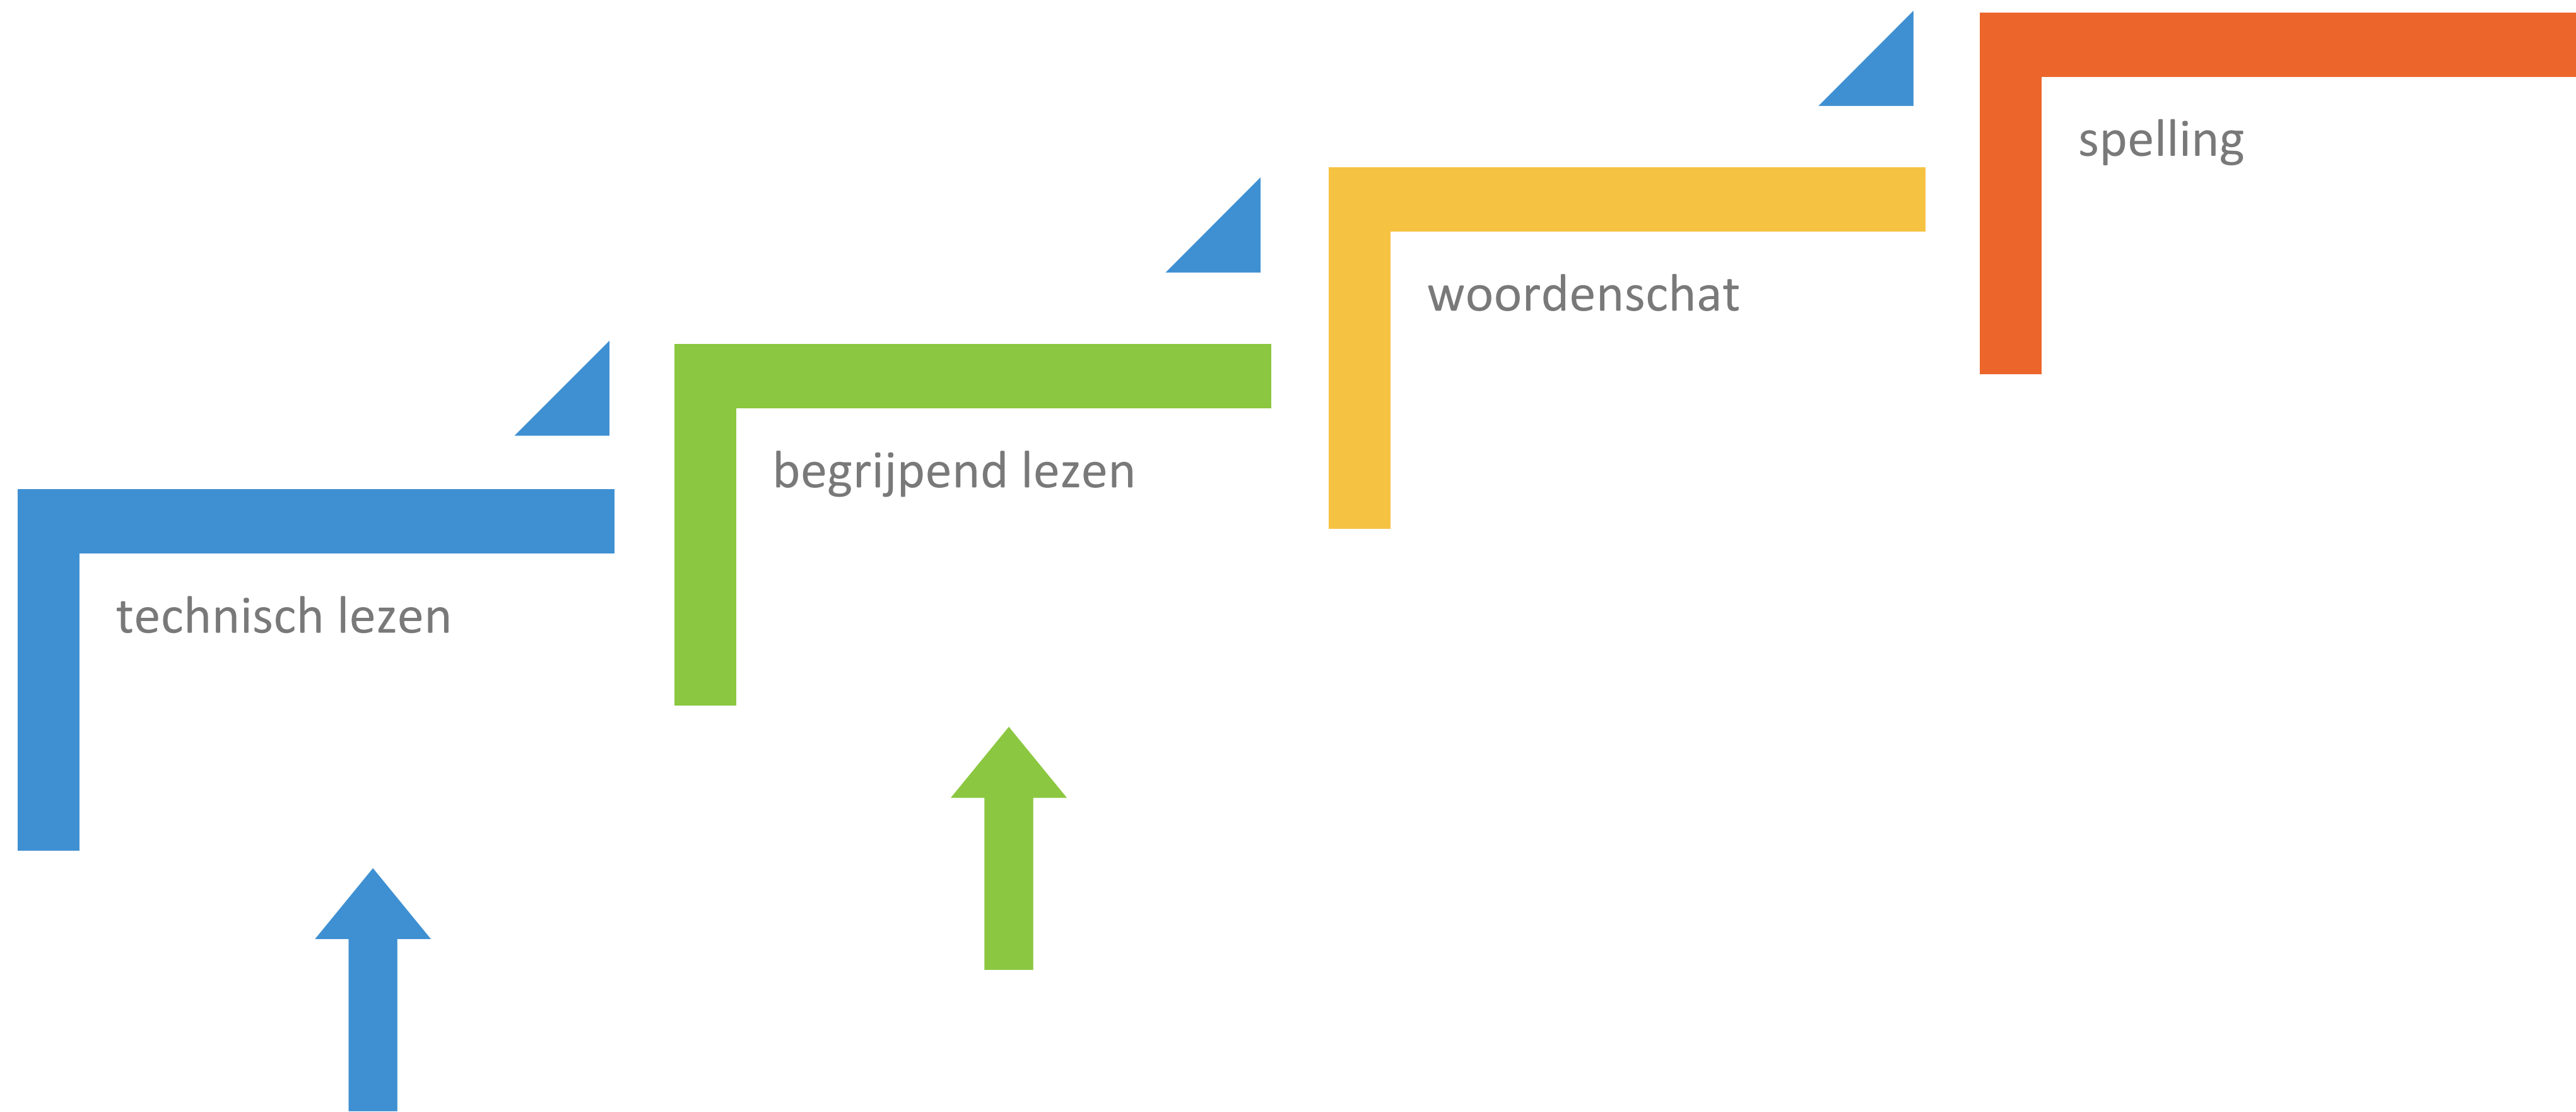 technisch lezen
begrijpend lezen
woordenschat
spelling